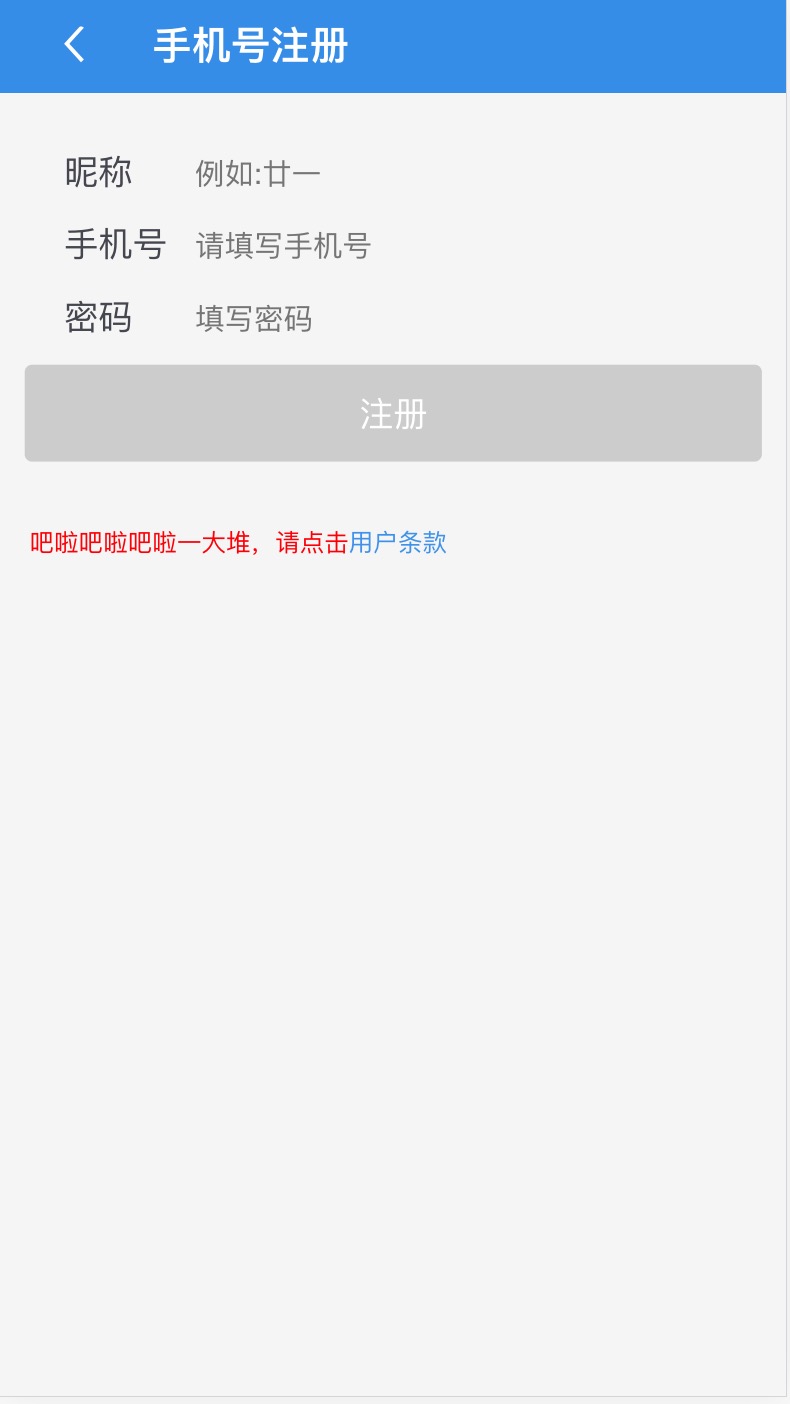 手机号注册
昵称 例如:廿一
手机号 请填写手机号
密码 填写密码
注册
吧啦吧啦吧啦一大堆，请点击用户条款